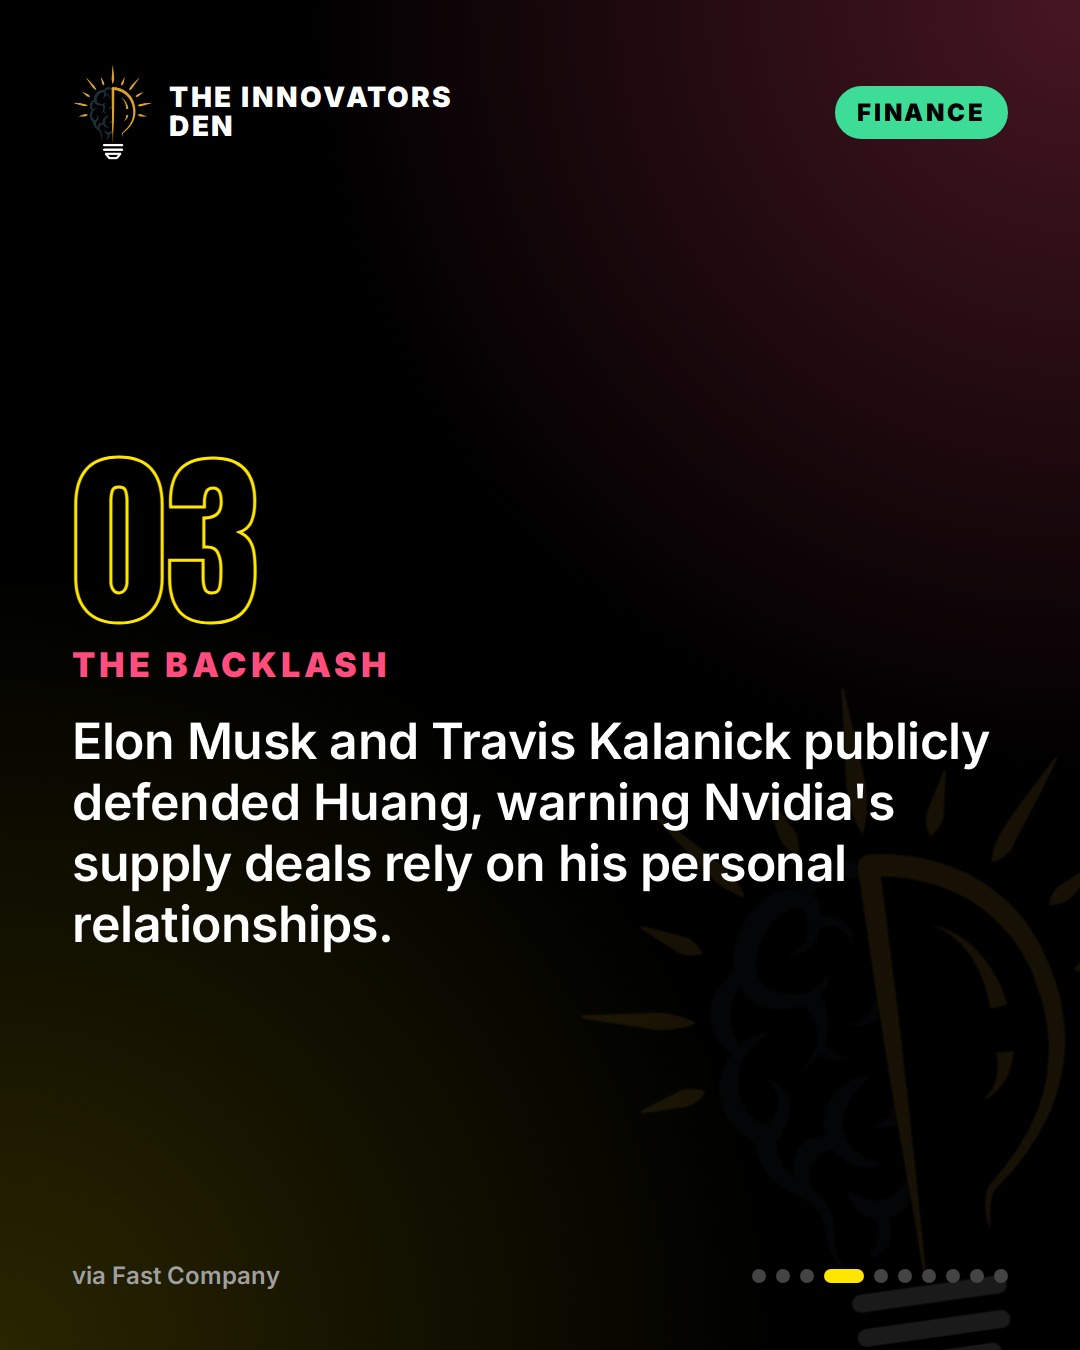 THE INNOVATORS
DEN
FINANCE
03
THE BACKLASH
Elon Musk and Travis Kalanick publicly
defended Huang, warning Nvidia's
supply deals rely on his personal
relationships.
via Fast Company